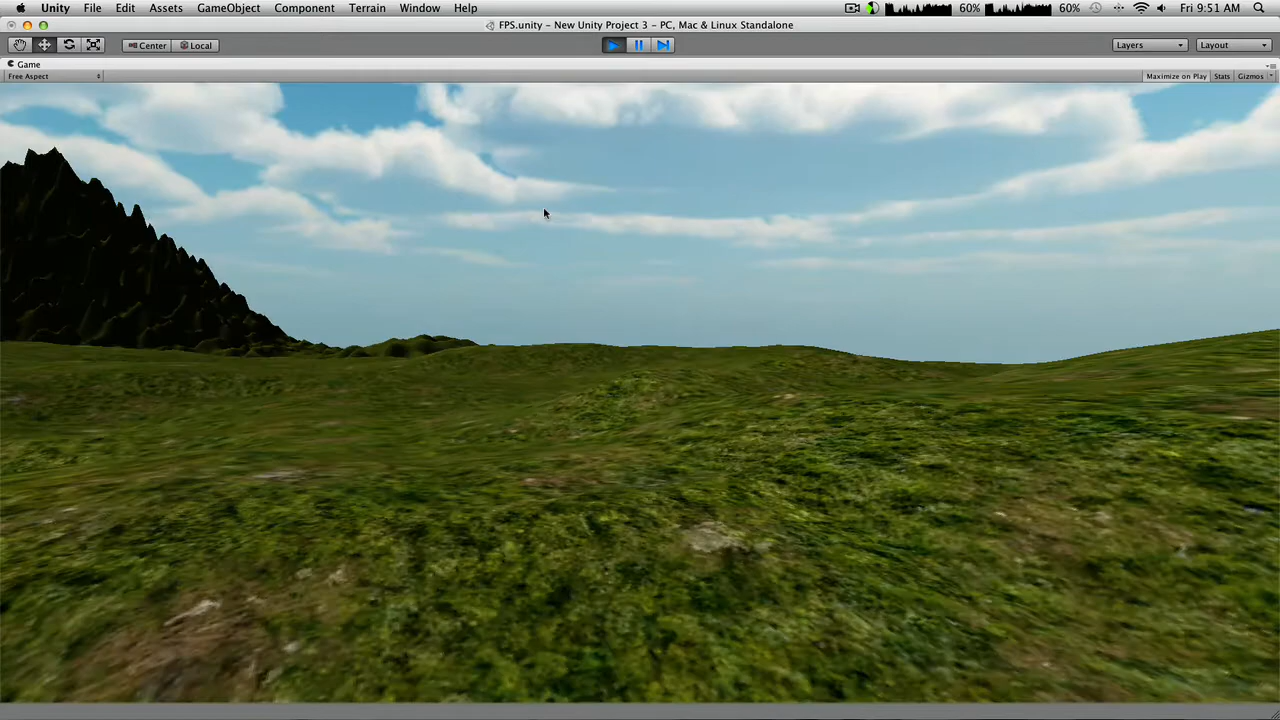 Unity File Edit Assets GameObject Component Terrain Window Help 60% 60% Fri 9:51 AM
FPS.unity - New Unity Project 3 - PC, Mac & Linux Standalone
Center Local Layers Layout
Game
Free Aspect Maximize on Play Stats Gizmos